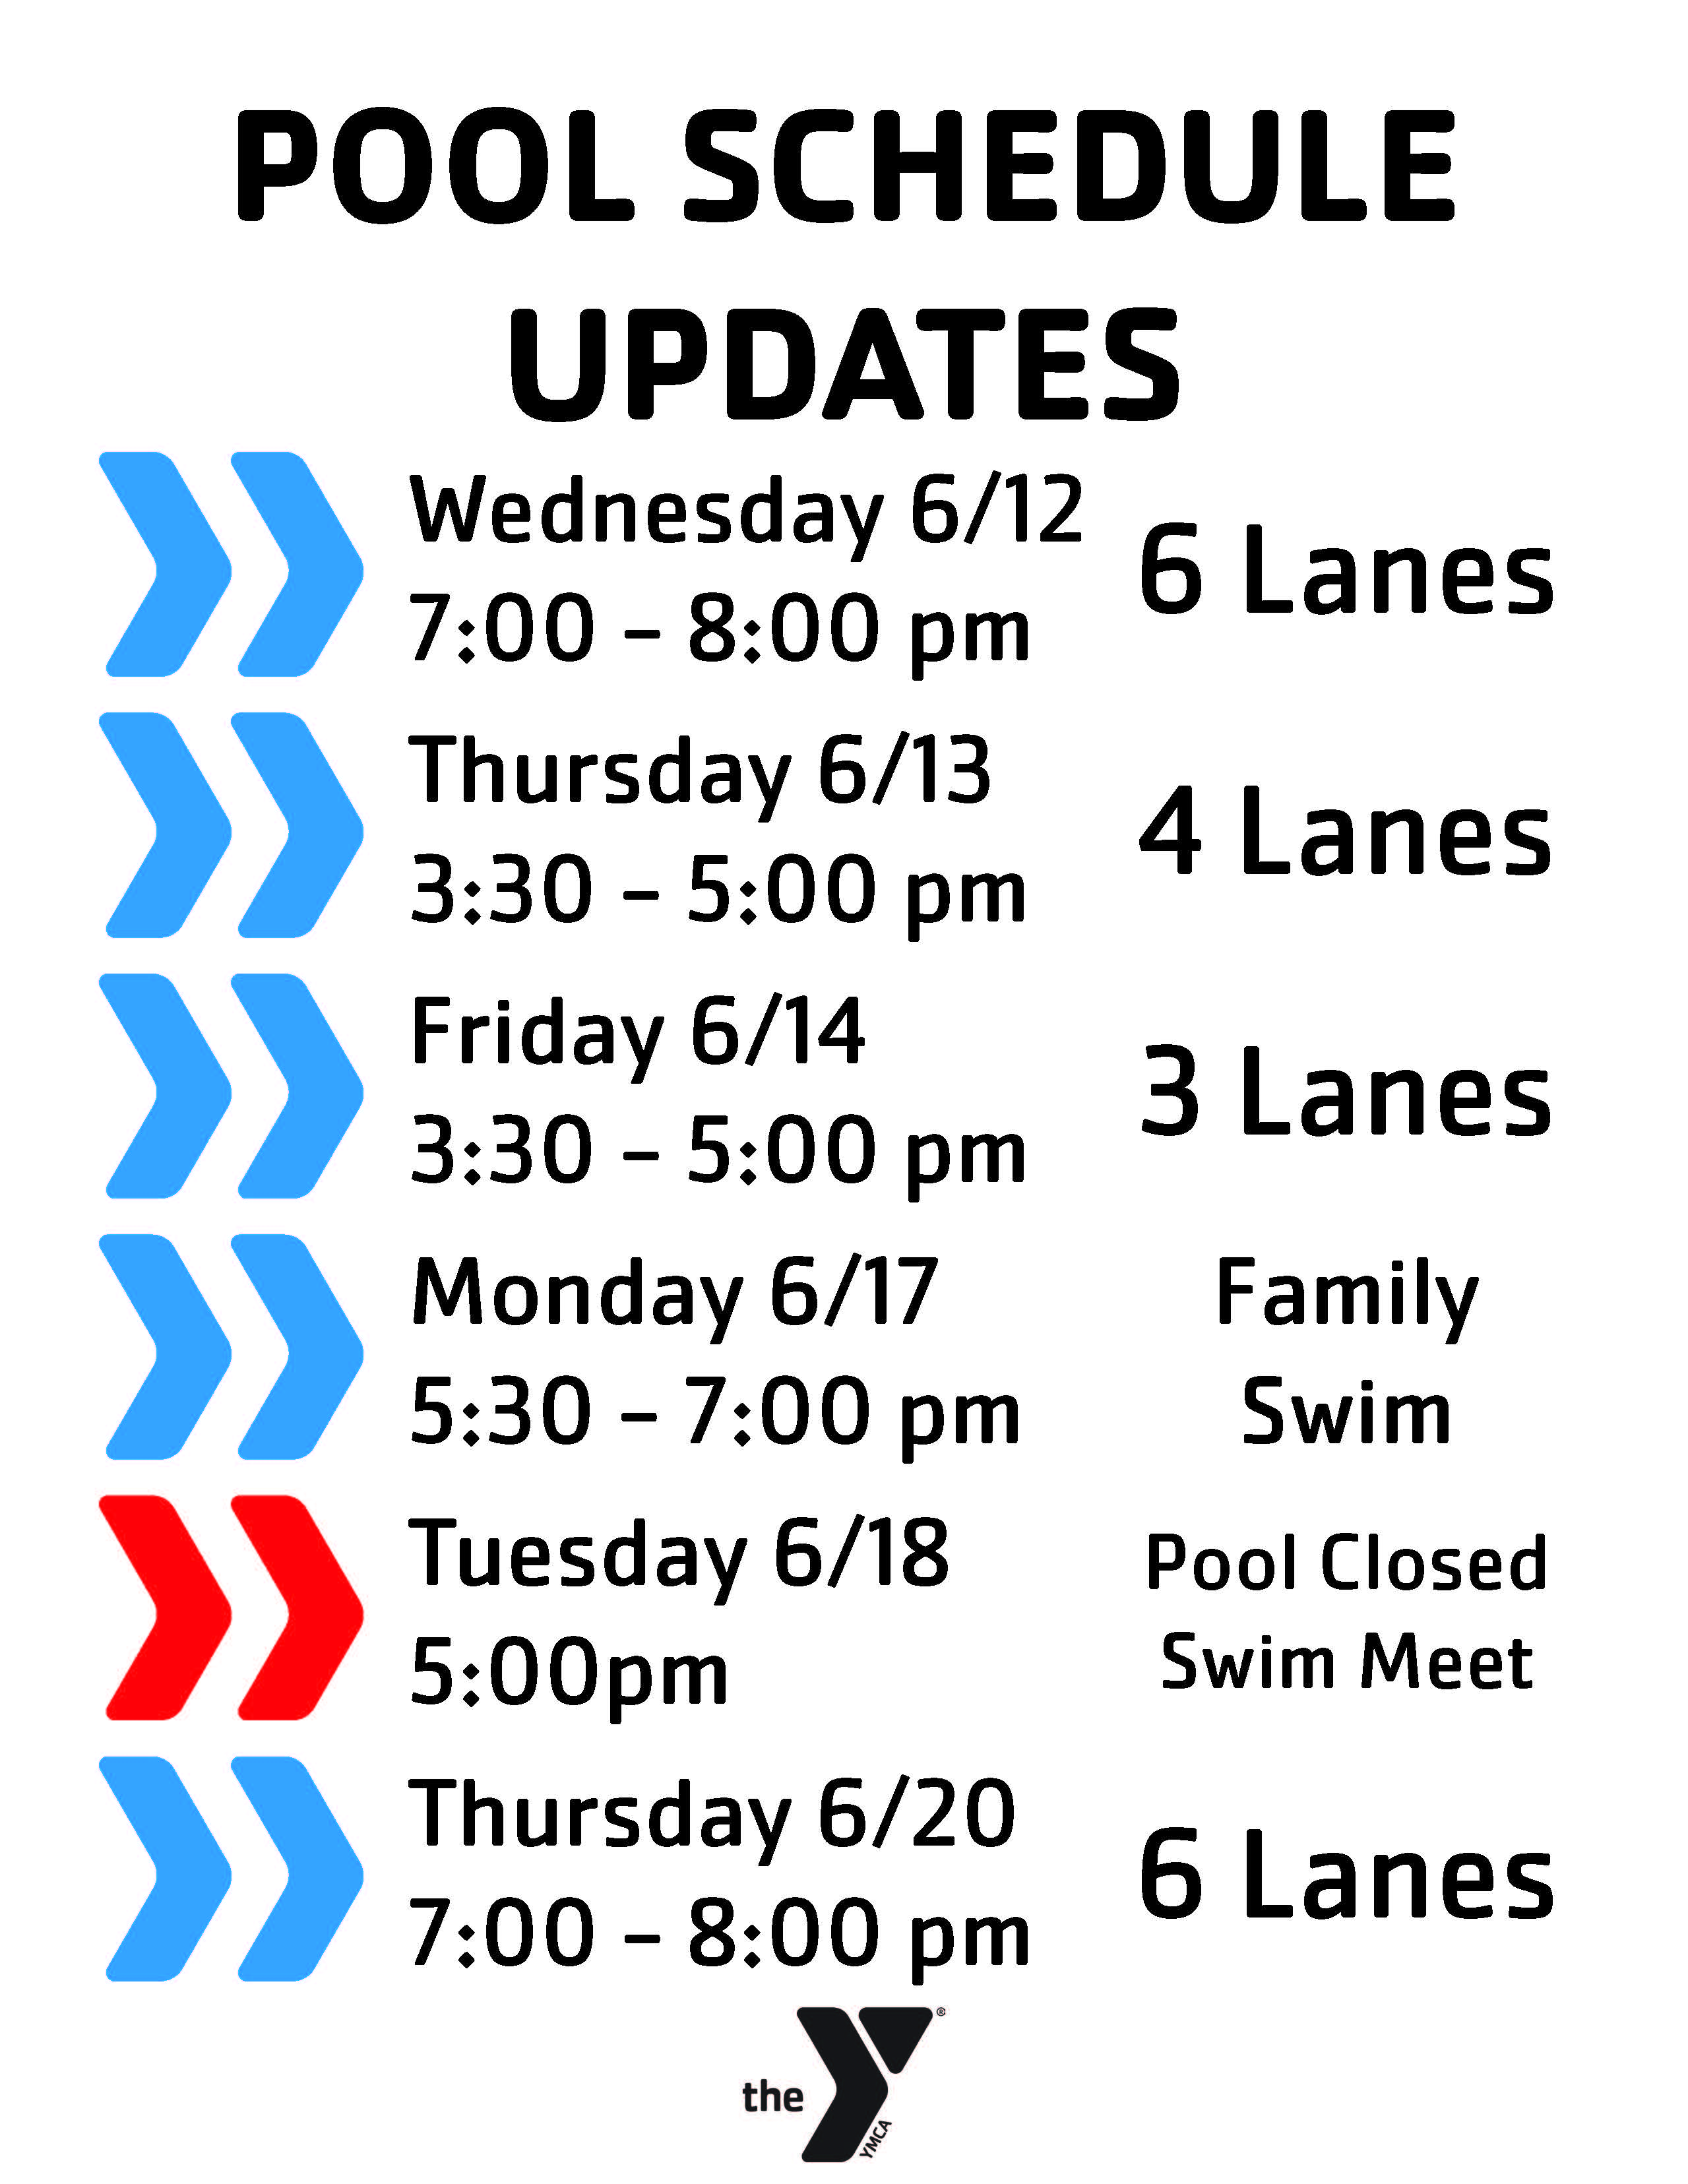 POOL SCHEDULE
UPDATES
Wednesday 6/12
7:00 – 8:00 pm
6 Lanes
Thursday 6/13
3:30 – 5:00 pm
4 Lanes
Friday 6/14
3:30 – 5:00 pm
3 Lanes
Monday 6/17
5:30 – 7:00 pm
Family
Swim
Tuesday 6/18
5:00pm
Pool Closed
Swim Meet
Thursday 6/20
7:00 – 8:00 pm
6 Lanes
the Y®
YMCA